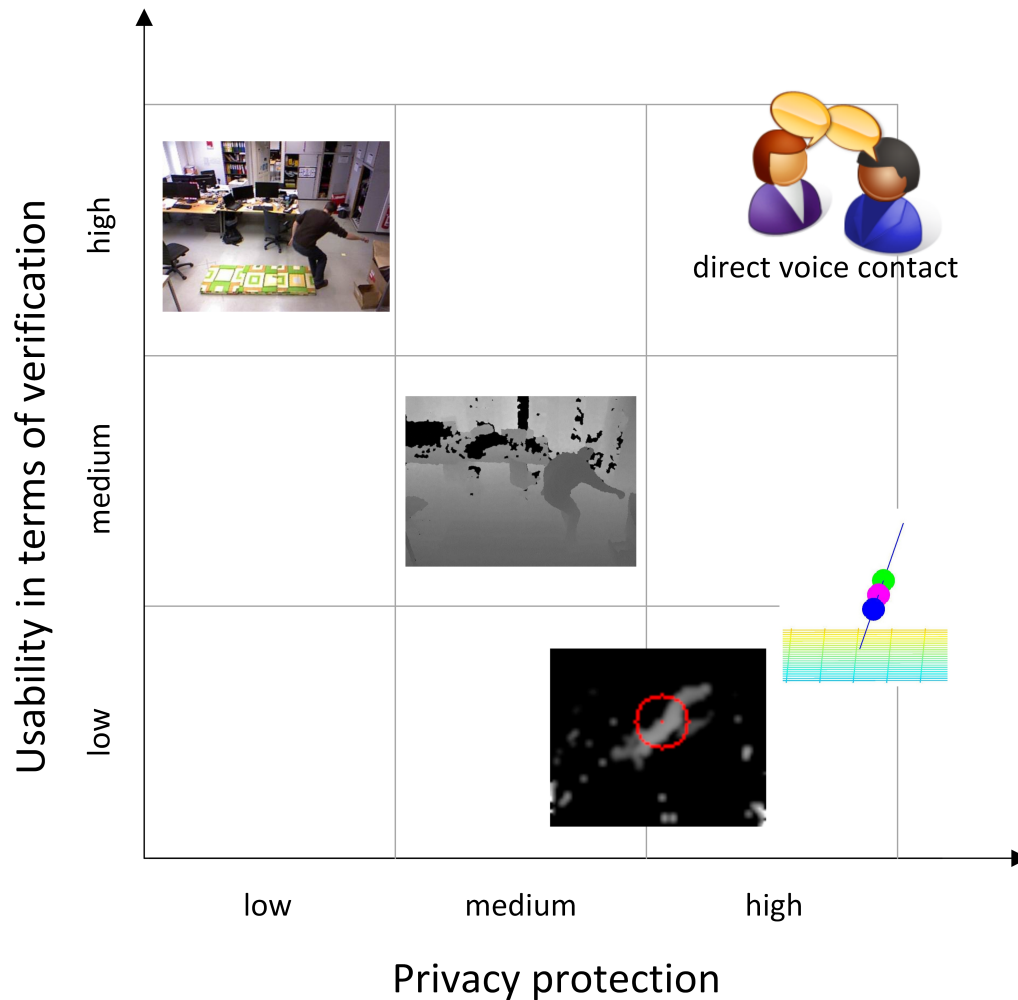 Usability in terms of verification
high
medium
low
direct voice contact
low
medium
high
Privacy protection